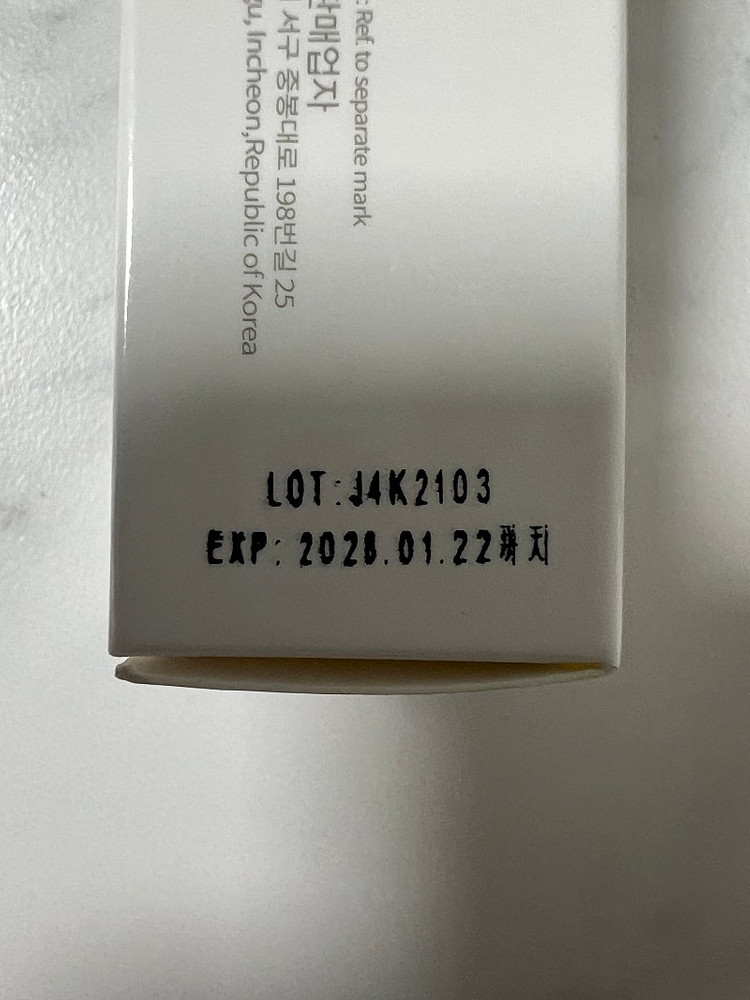 : Ref. to separate mark
판매업자
서구 중봉대로 198번길 25
gu, Incheon,Republic of Korea
LOT:J4K2103
EXP: 2028.01.22까지